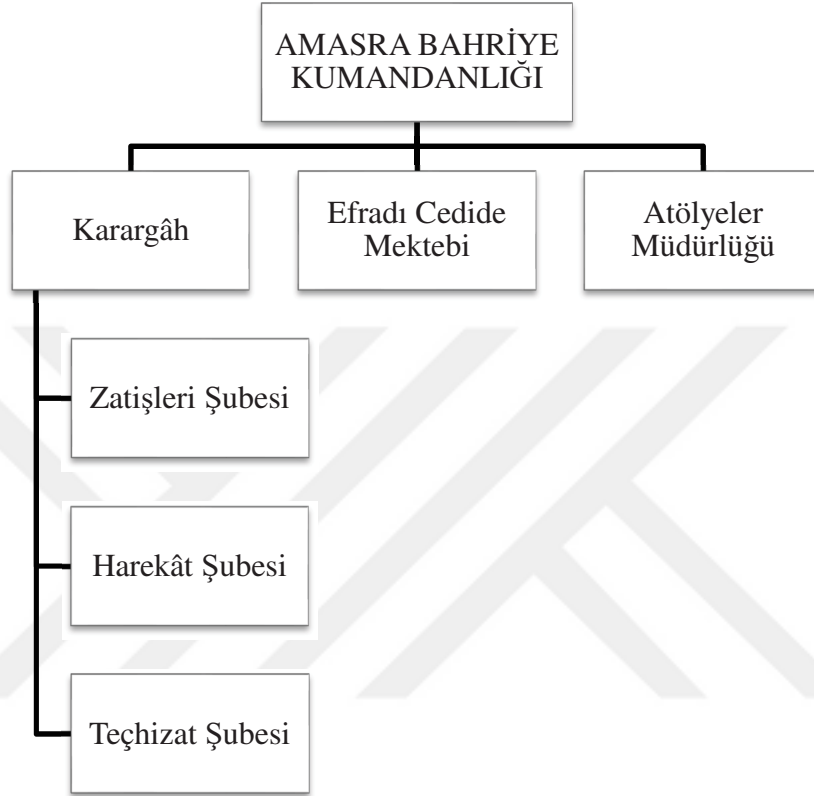 AMASRA BAHRİYE
KUMANDANLIĞI
Karargâh
Efradı Cedide
Mektebi
Atölyeler
Müdürlüğü
Zatişleri Şubesi
Harekât Şubesi
Teçhizat Şubesi